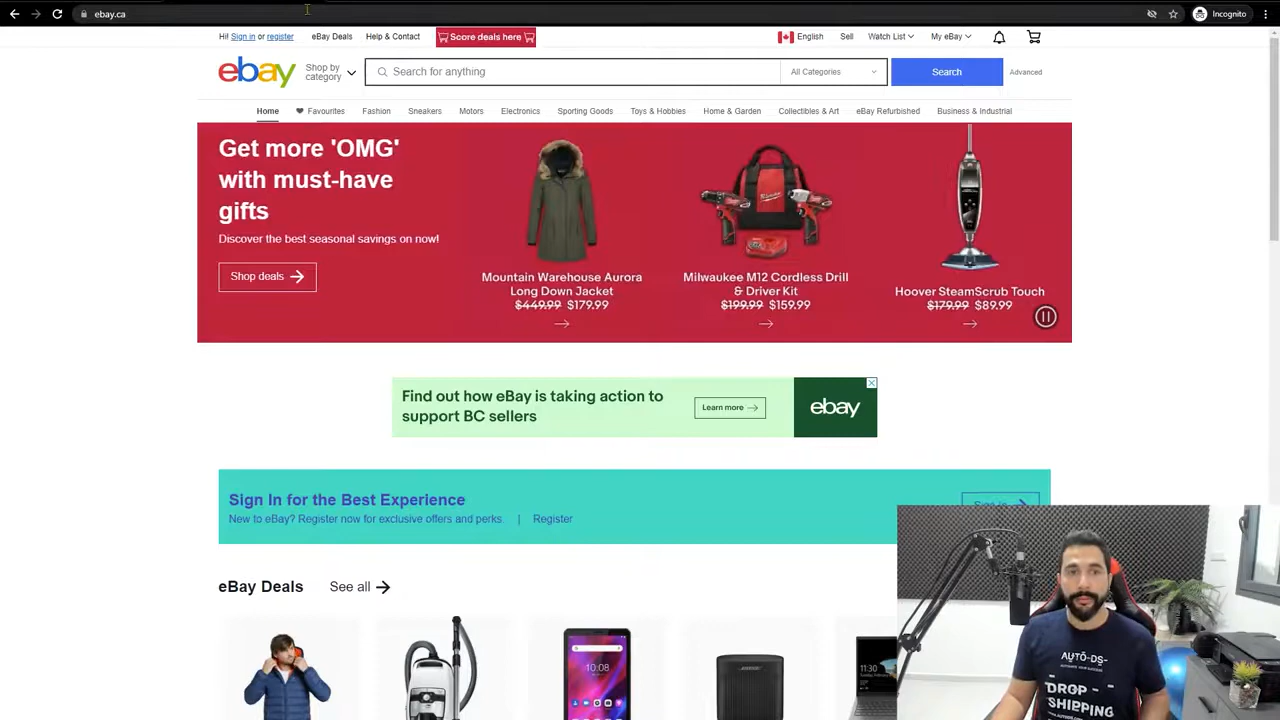 ebay.ca
Incognito
Hi! Sign in or register
eBay Deals
Help & Contact
Score deals here
English
Sell
Watch List
My eBay
ebay
Shop by
category
Search for anything
All Categories
Search
Advanced
Home
Favourites
Fashion
Sneakers
Motors
Electronics
Sporting Goods
Toys & Hobbies
Home & Garden
Collectibles & Art
eBay Refurbished
Business & Industrial
Get more 'OMG'
with must-have
gifts
Discover the best seasonal savings on now!
Shop deals
Mountain Warehouse Aurora
Long Down Jacket
$449.99 $179.99
Milwaukee
Milwaukee M12 Cordless Drill
& Driver Kit
$199.99 $159.99
Hoover SteamScrub Touch
$179.99 $89.99
Find out how eBay is taking action to
support BC sellers
Learn more
ebay
Sign In for the Best Experience
New to eBay? Register now for exclusive offers and perks. | Register
Sign in
eBay Deals
See all
10:08
BOSE
11:30
AUTO-DS
DROP
SHIPPING